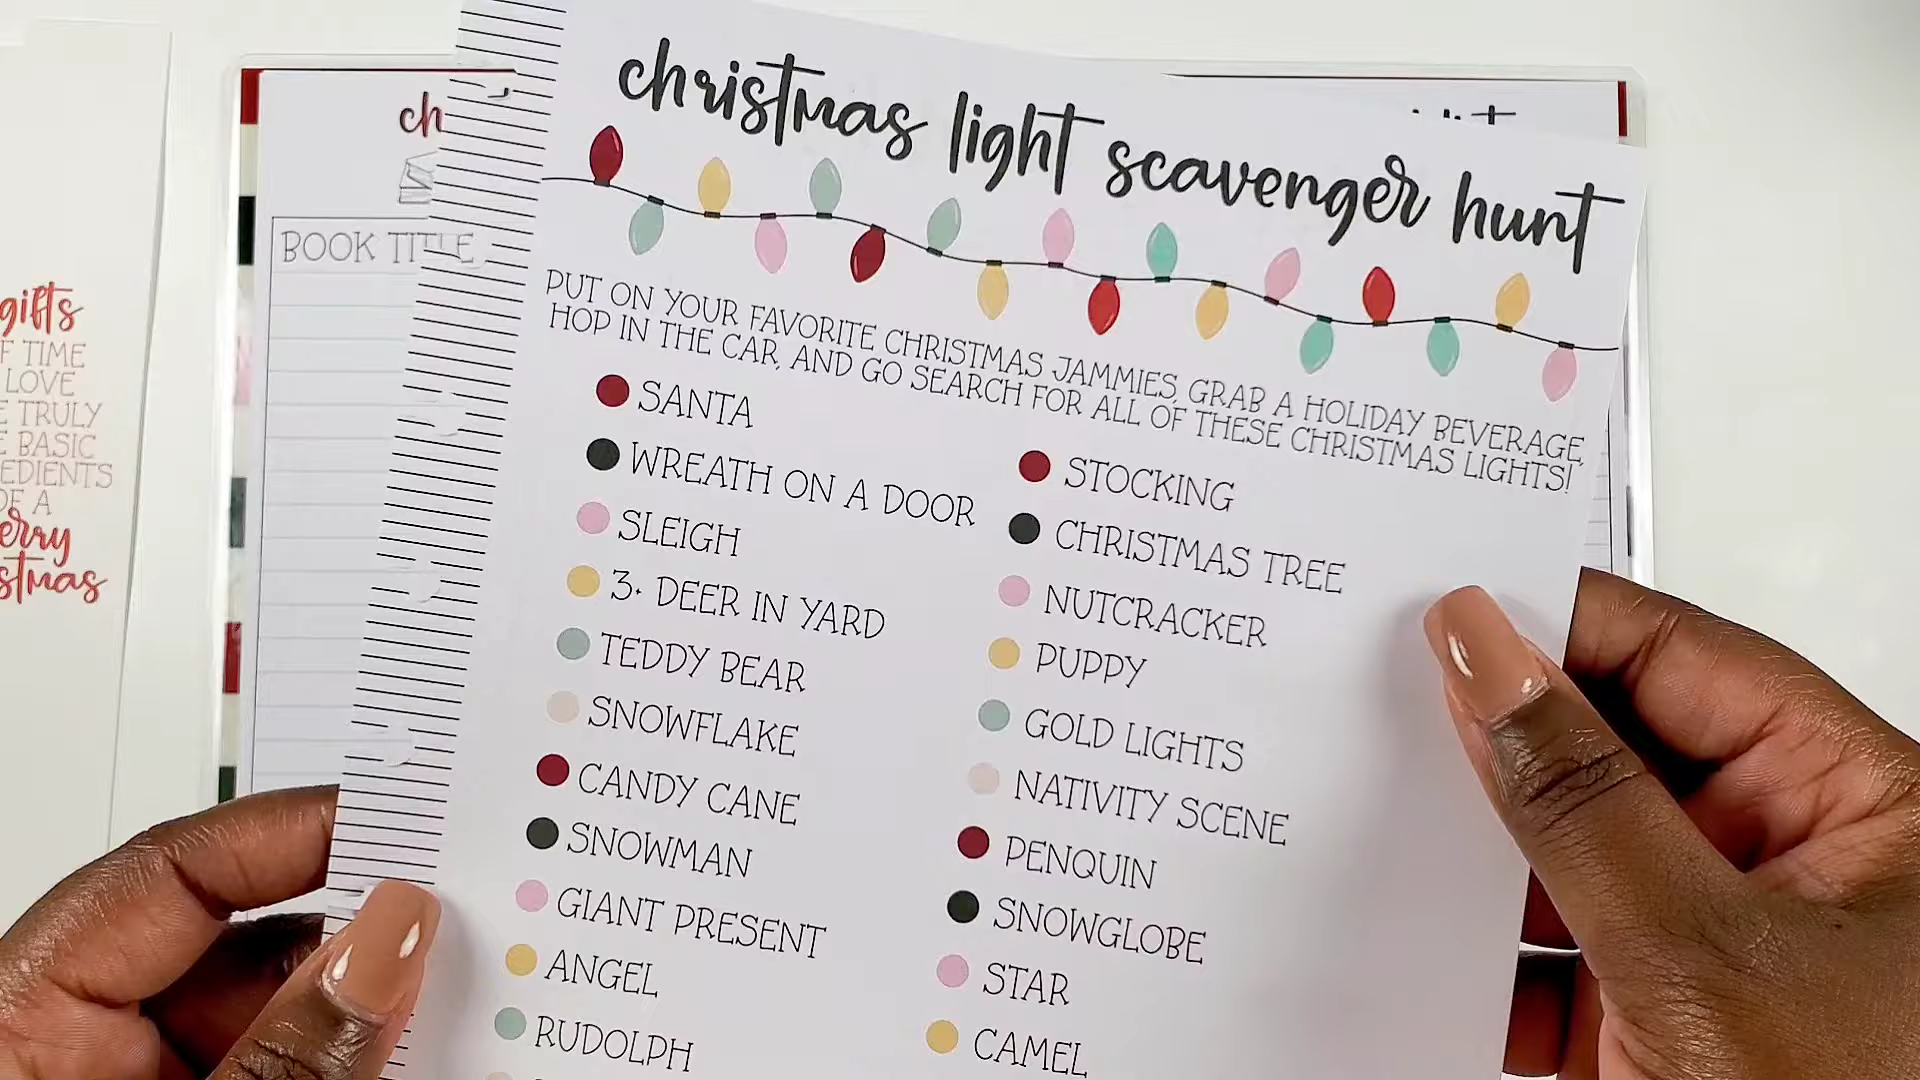 christmas light scavenger hunt
PUT ON YOUR FAVORITE CHRISTMAS JAMMIES, GRAB A HOLIDAY BEVERAGE,
HOP IN THE CAR, AND GO SEARCH FOR ALL OF THESE CHRISTMAS LIGHTS!
SANTA
WREATH ON A DOOR
SLEIGH
3+ DEER IN YARD
TEDDY BEAR
SNOWFLAKE
CANDY CANE
SNOWMAN
GIANT PRESENT
ANGEL
RUDOLPH
STOCKING
CHRISTMAS TREE
NUTCRACKER
PUPPY
GOLD LIGHTS
NATIVITY SCENE
PENQUIN
SNOWGLOBE
STAR
CAMEL
ch
BOOK TITLE
gifts
F TIME
LOVE
E TRULY
E BASIC
EDIENTS
OF A
erry
stmas